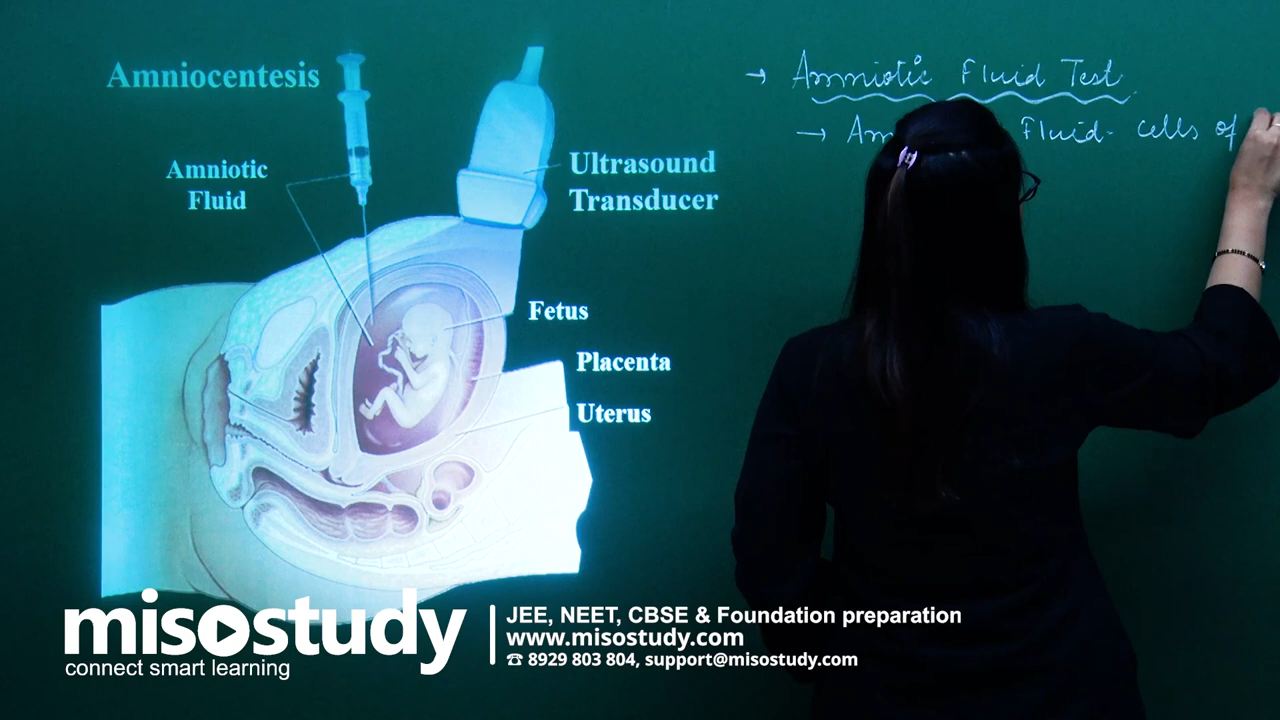 Amniocentesis
Amniotic
Fluid
Ultrasound
Transducer
Fetus
Placenta
Uterus
→ Amniotic Fluid Test
→ Am Fluid- cells of
misostudy
connect smart learning
JEE, NEET, CBSE & Foundation preparation
www.misostudy.com
☎ 8929 803 804, support@misostudy.com